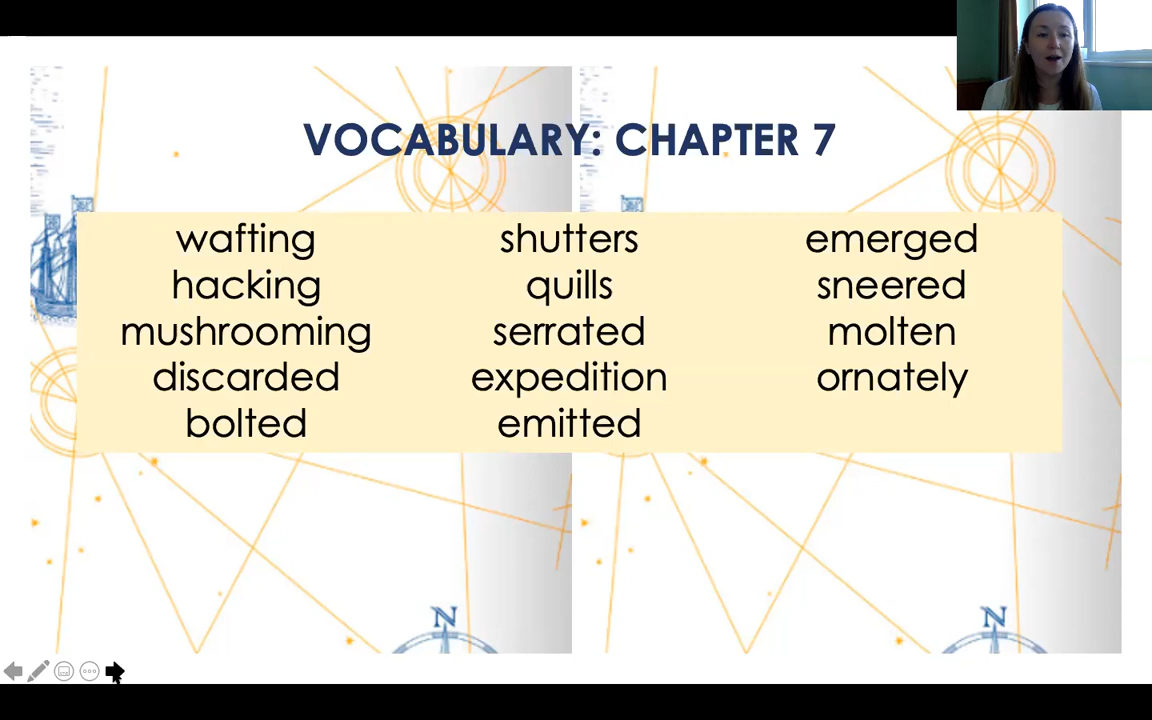 VOCABULARY: CHAPTER 7
wafting
hacking
mushrooming
discarded
bolted
shutters
quills
serrated
expedition
emitted
emerged
sneered
molten
ornately
N
N